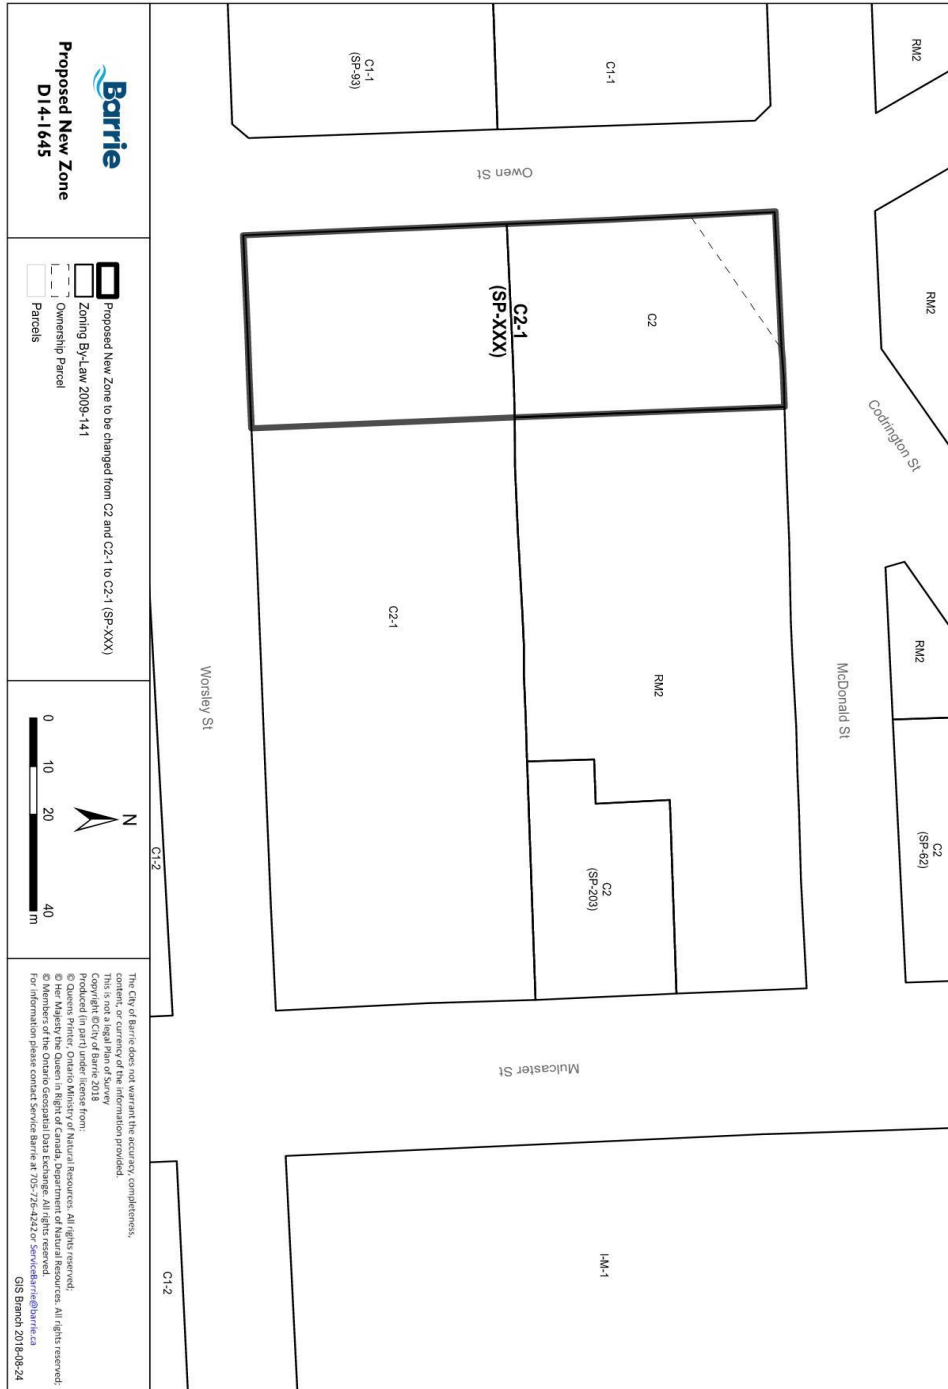 RM2
RM2
Codrington St
RM2
C2
(SP-62)
McDonald St
C1-1
C1-1
(SP-93)
Owen St
C2
C2-1
(SP-XXX)
RM2
C2
(SP-203)
C2-1
Worsley St
Mulcaster St
I-M-1
C1-2
C1-2
Barrie
Proposed New Zone
D14-1645
Proposed New Zone to be changed from C2 and C2-1 to C2-1 (SP-XXX)
Zoning By-Law 2009-141
Ownership Parcel
Parcels
N
0 10 20 40
m
The City of Barrie does not warrant the accuracy, completeness,
content, or currency of the information provided.
This is not a legal Plan of Survey
Copyright ©City of Barrie 2018
Produced (in part) under license from:
© Queens Printer, Ontario Ministry of Natural Resources. All rights reserved;
© Her Majesty the Queen in Right of Canada, Department of Natural Resources. All rights reserved;
© Members of the Ontario Geospatial Data Exchange. All rights reserved.
For information please contact Service Barrie at 705-726-4242 or ServiceBarrie@barrie.ca
GIS Branch 2018-08-24